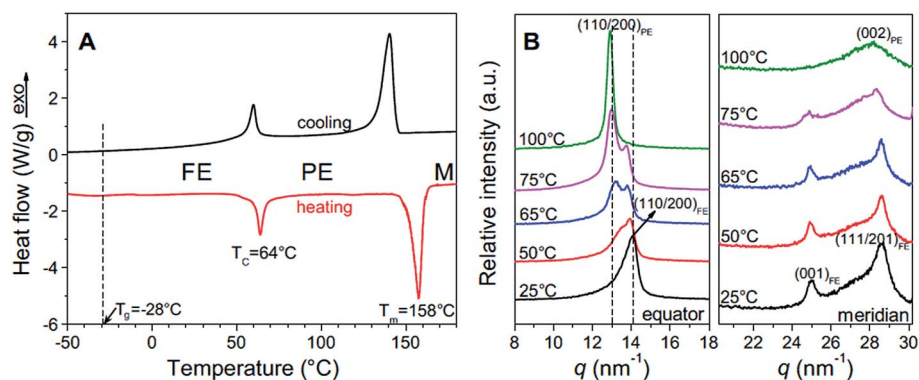 A
cooling
FE
PE
M
heating
T_C=64°C
T_g=-28°C
T_m=158°C
4
2
0
-2
-4
-6
-50
0
50
100
150
Heat flow (W/g) exo
Temperature (°C)
B
(110/200)_PE
100°C
75°C
65°C
50°C
25°C
(110/200)_FE
equator
8
10
12
14
16
18
q (nm⁻¹)
Relative intensity (a.u.)
(002)_PE
100°C
75°C
65°C
50°C
25°C
(001)_FE
(111/201)_FE
meridian
22
24
26
28
30
q (nm⁻¹)